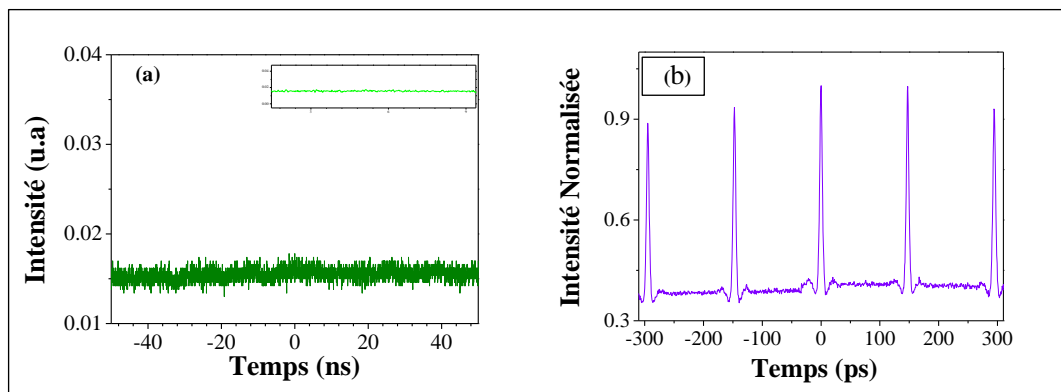 0.04
(a)
0.03
0.02
0.01
Intensité (u.a)
-40 -20 0 20 40
Temps (ns)
(b)
0.9
0.6
0.3
Intensité Normalisée
-300 -200 -100 0 100 200 300
Temps (ps)